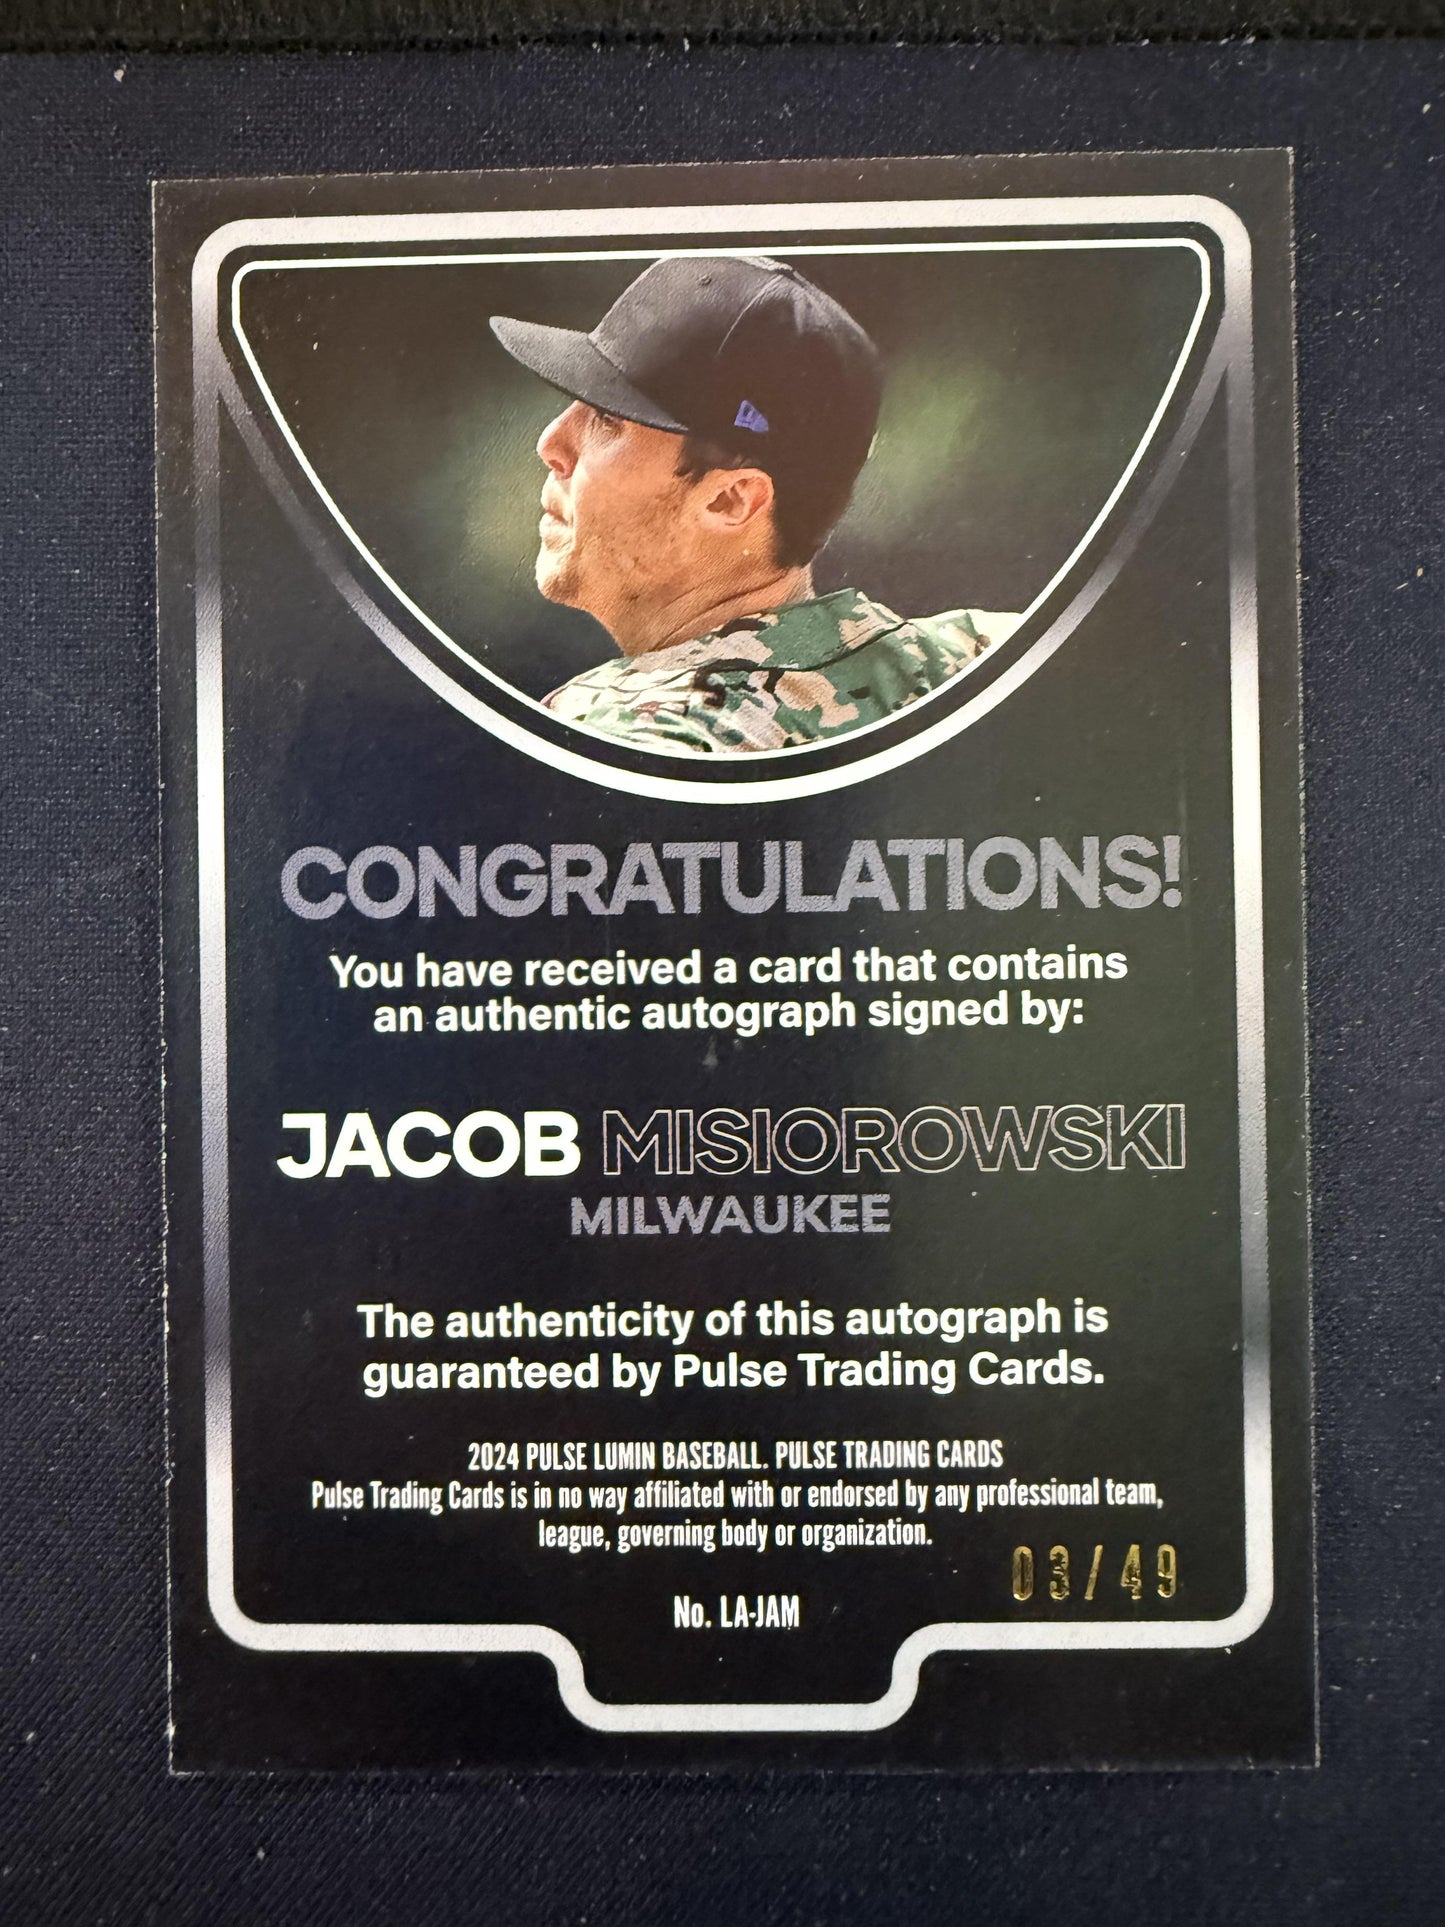 CONGRATULATIONS!
You have received a card that contains
an authentic autograph signed by:
JACOB MISIOROWSKI
MILWAUKEE
The authenticity of this autograph is
guaranteed by Pulse Trading Cards.
2024 PULSE LUMIN BASEBALL. PULSE TRADING CARDS
Pulse Trading Cards is in no way affiliated with or endorsed by any professional team,
league, governing body or organization.
03/49
No. LA-JAM